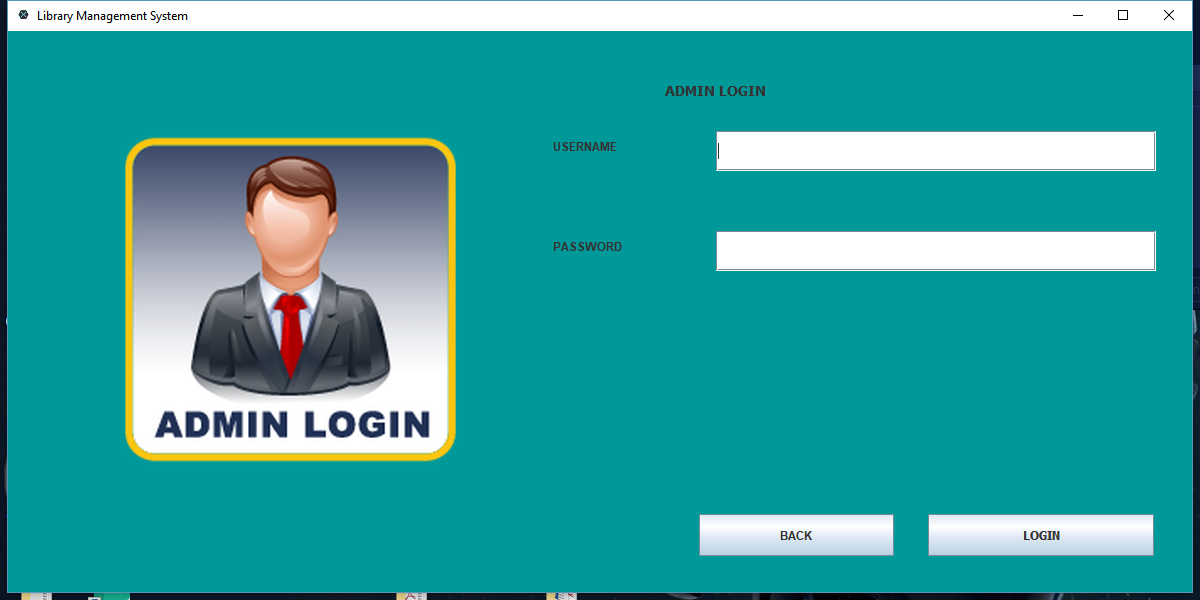 Library Management System
ADMIN LOGIN
USERNAME
PASSWORD
ADMIN LOGIN
BACK
LOGIN